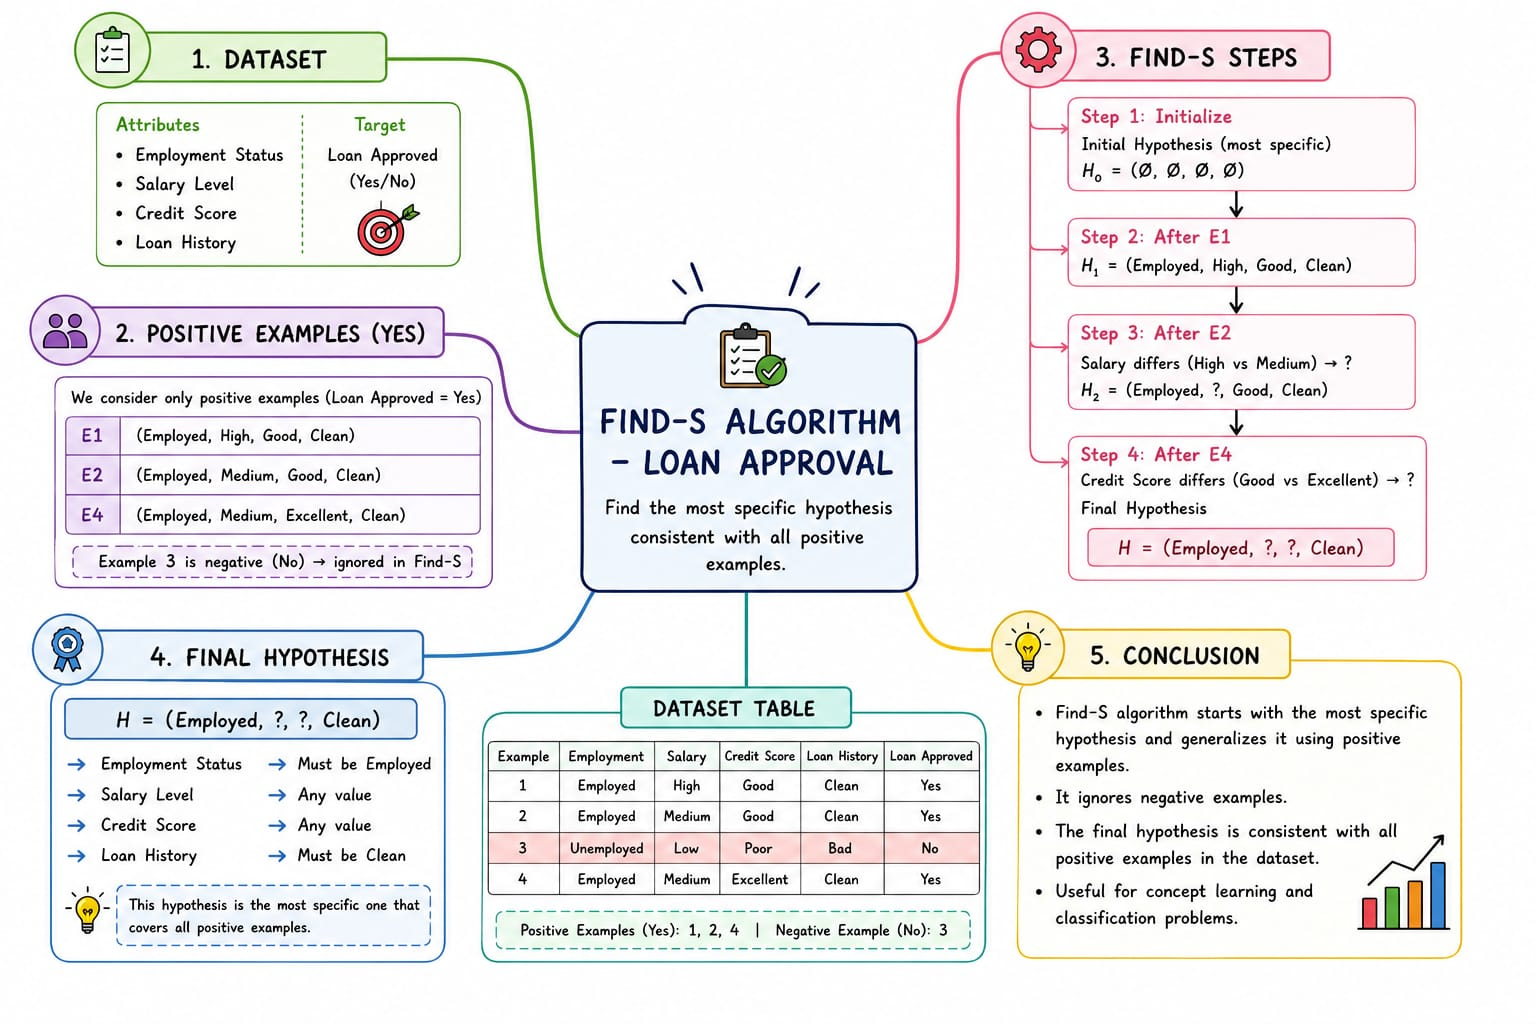 1. DATASET
Attributes
• Employment Status
• Salary Level
• Credit Score
• Loan History
Target
Loan Approved
(Yes/No)
2. POSITIVE EXAMPLES (YES)
We consider only positive examples (Loan Approved = Yes)
E1 (Employed, High, Good, Clean)
E2 (Employed, Medium, Good, Clean)
E4 (Employed, Medium, Excellent, Clean)
Example 3 is negative (No) → ignored in Find-S
FIND-S ALGORITHM
– LOAN APPROVAL
Find the most specific hypothesis
consistent with all positive
examples.
3. FIND-S STEPS
Step 1: Initialize
Initial Hypothesis (most specific)
H₀ = (Ø, Ø, Ø, Ø)
Step 2: After E1
H₁ = (Employed, High, Good, Clean)
Step 3: After E2
Salary differs (High vs Medium) → ?
H₂ = (Employed, ?, Good, Clean)
Step 4: After E4
Credit Score differs (Good vs Excellent) → ?
Final Hypothesis
H = (Employed, ?, ?, Clean)
4. FINAL HYPOTHESIS
H = (Employed, ?, ?, Clean)
→ Employment Status → Must be Employed
→ Salary Level → Any value
→ Credit Score → Any value
→ Loan History → Must be Clean
This hypothesis is the most specific one that
covers all positive examples.
DATASET TABLE
Example Employment Salary Credit Score Loan History Loan Approved
1 Employed High Good Clean Yes
2 Employed Medium Good Clean Yes
3 Unemployed Low Poor Bad No
4 Employed Medium Excellent Clean Yes
Positive Examples (Yes): 1, 2, 4 | Negative Example (No): 3
5. CONCLUSION
• Find-S algorithm starts with the most specific
hypothesis and generalizes it using positive
examples.
• It ignores negative examples.
• The final hypothesis is consistent with all
positive examples in the dataset.
• Useful for concept learning and
classification problems.